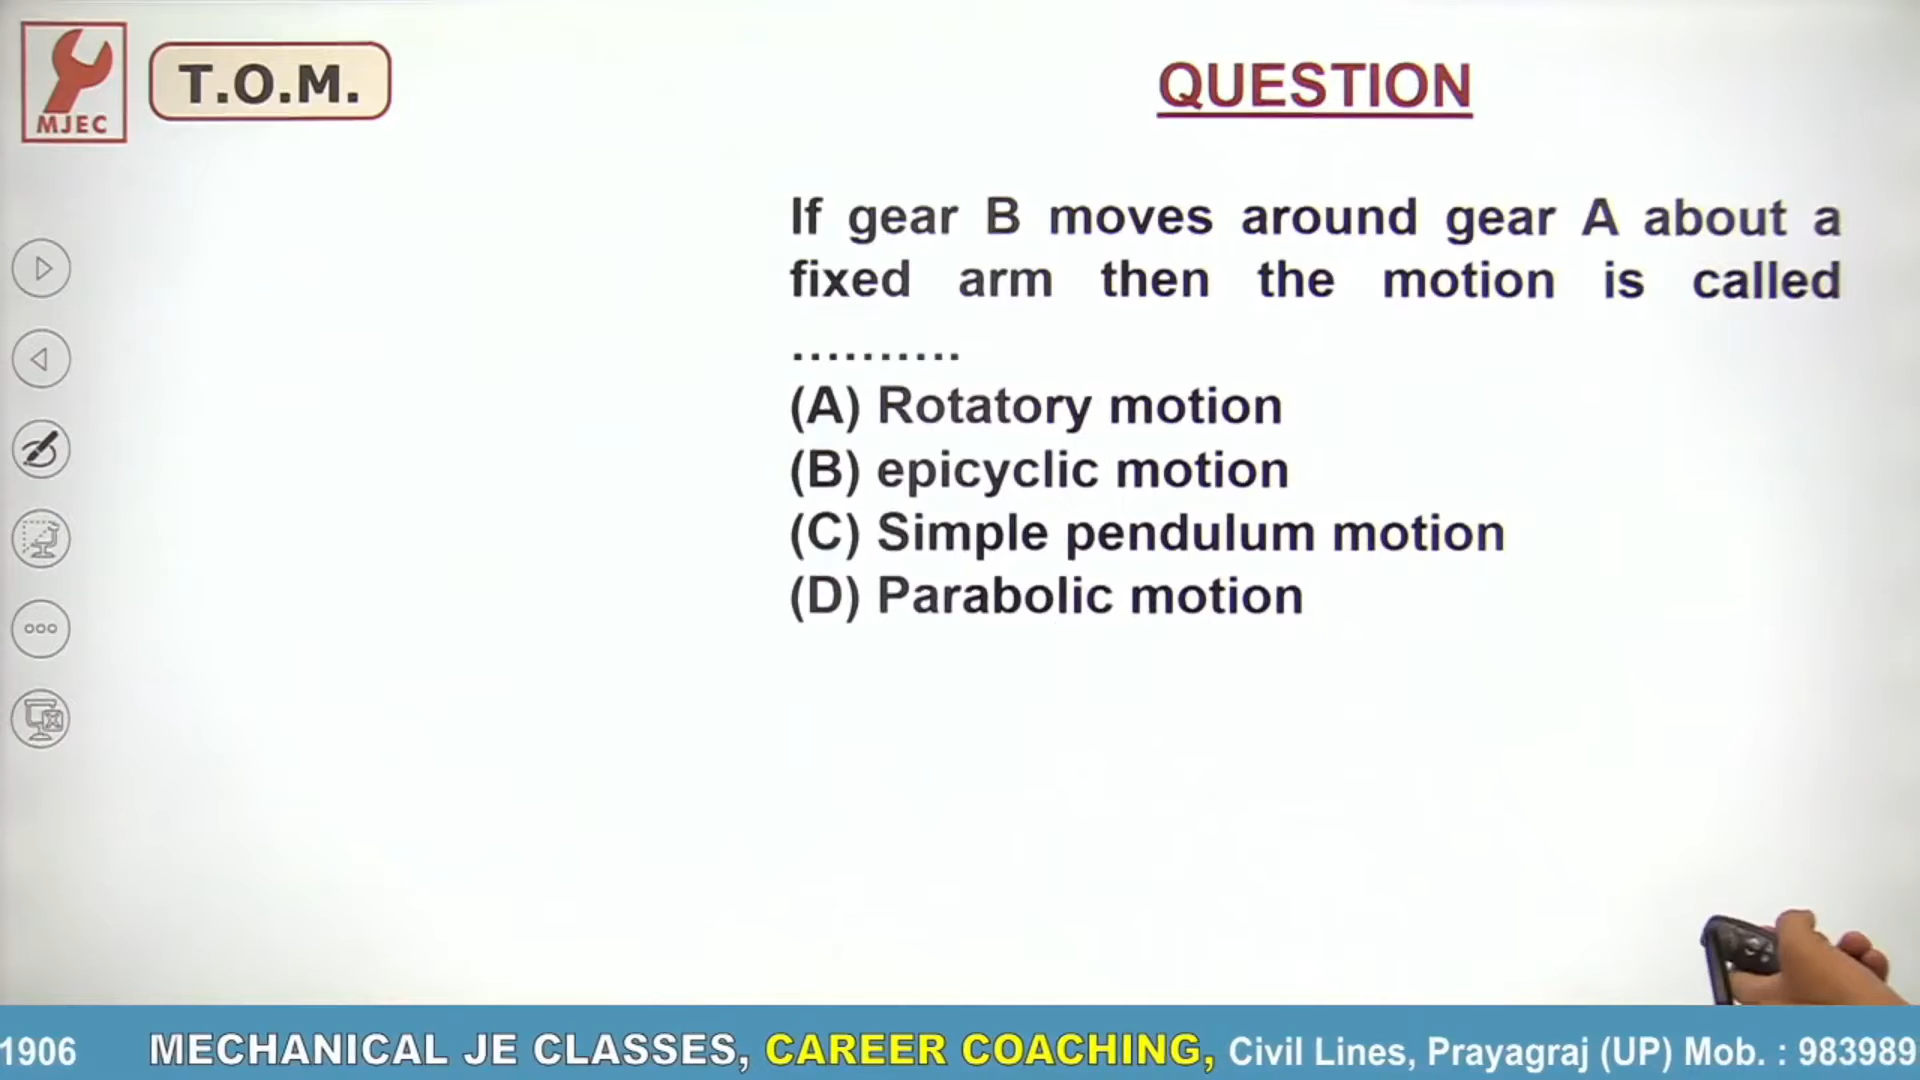 MJEC
T.O.M.
QUESTION
If gear B moves around gear A about a
fixed arm then the motion is called
..........
(A) Rotatory motion
(B) epicyclic motion
(C) Simple pendulum motion
(D) Parabolic motion
1906 MECHANICAL JE CLASSES, CAREER COACHING, Civil Lines, Prayagraj (UP) Mob. : 983989